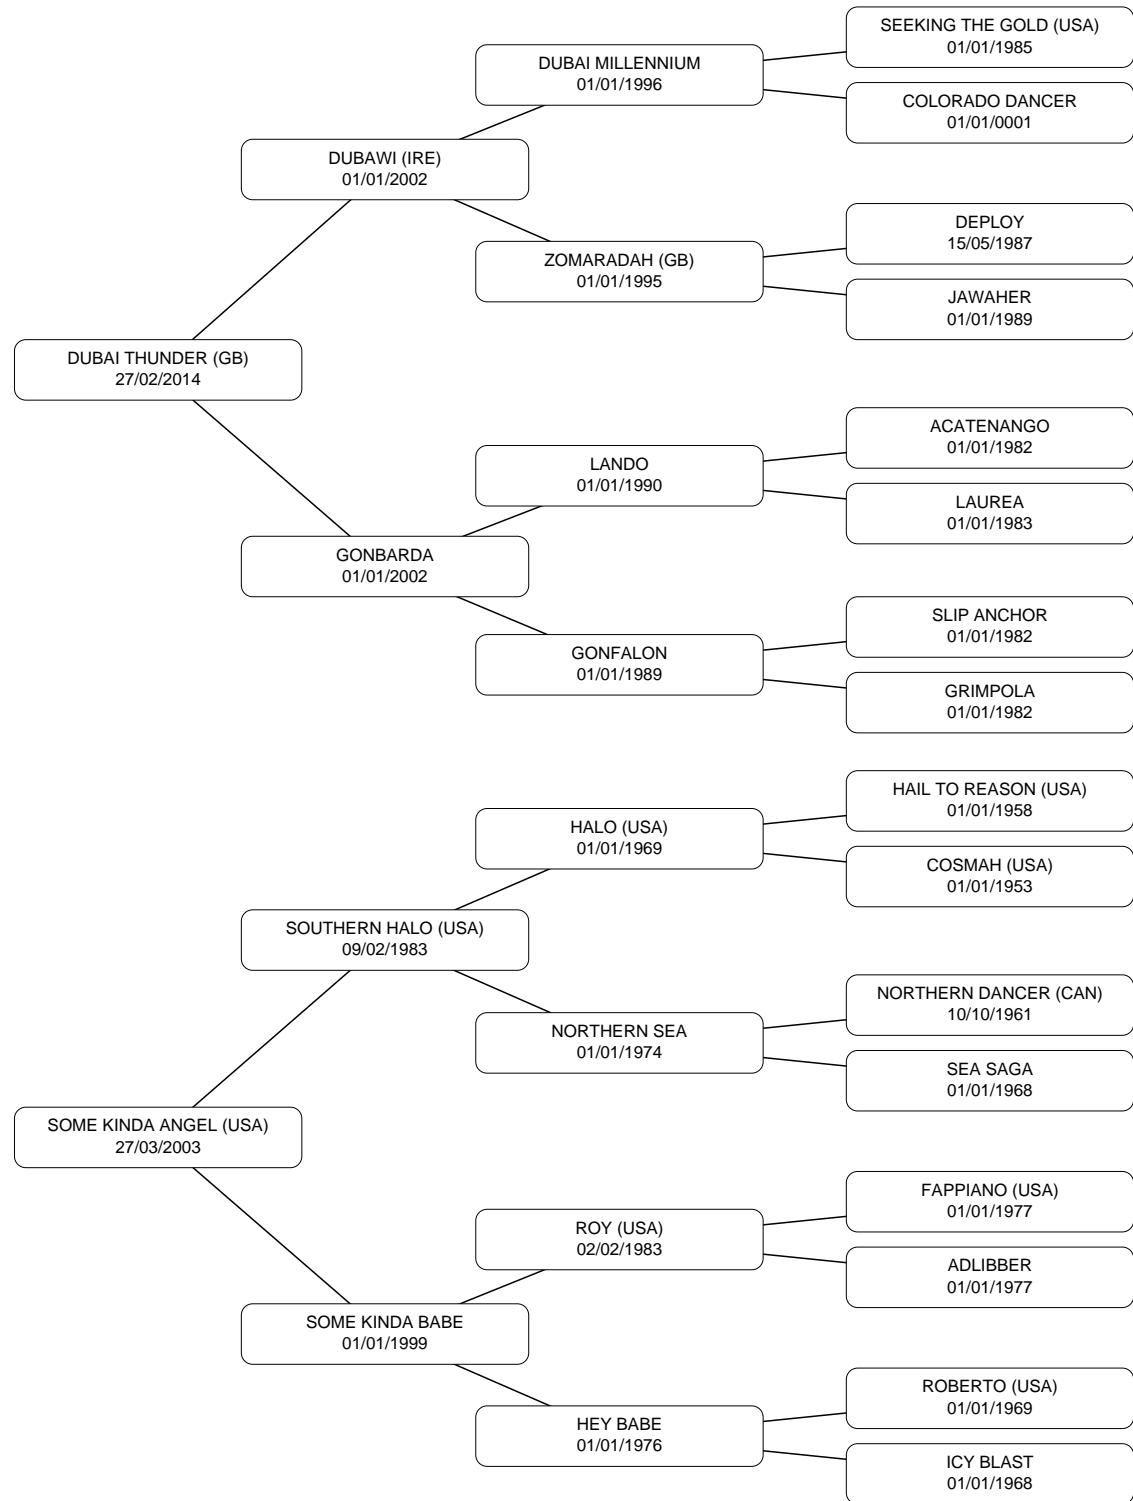 SEEKING THE GOLD (USA)
01/01/1985
DUBAI MILLENNIUM
01/01/1996
COLORADO DANCER
01/01/0001
DUBAWI (IRE)
01/01/2002
DEPLOY
15/05/1987
ZOMARADAH (GB)
01/01/1995
JAWAHER
01/01/1989
DUBAI THUNDER (GB)
27/02/2014
ACATENANGO
01/01/1982
LANDO
01/01/1990
LAUREA
01/01/1983
GONBARDA
01/01/2002
SLIP ANCHOR
01/01/1982
GONFALON
01/01/1989
GRIMPOLA
01/01/1982
HAIL TO REASON (USA)
01/01/1958
HALO (USA)
01/01/1969
COSMAH (USA)
01/01/1953
SOUTHERN HALO (USA)
09/02/1983
NORTHERN DANCER (CAN)
10/10/1961
NORTHERN SEA
01/01/1974
SEA SAGA
01/01/1968
SOME KINDA ANGEL (USA)
27/03/2003
FAPPIANO (USA)
01/01/1977
ROY (USA)
02/02/1983
ADLIBBER
01/01/1977
SOME KINDA BABE
01/01/1999
ROBERTO (USA)
01/01/1969
HEY BABE
01/01/1976
ICY BLAST
01/01/1968